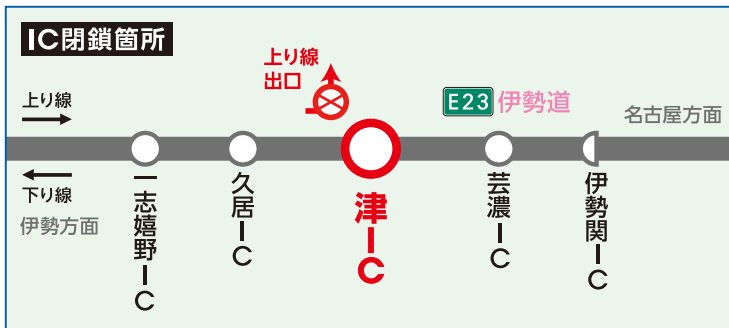 IC閉鎖箇所
上り線
出口
E23 伊勢道
名古屋方面
上り線
下り線
伊勢方面
一志嬉野IC
久居IC
津IC
芸濃IC
伊勢関IC